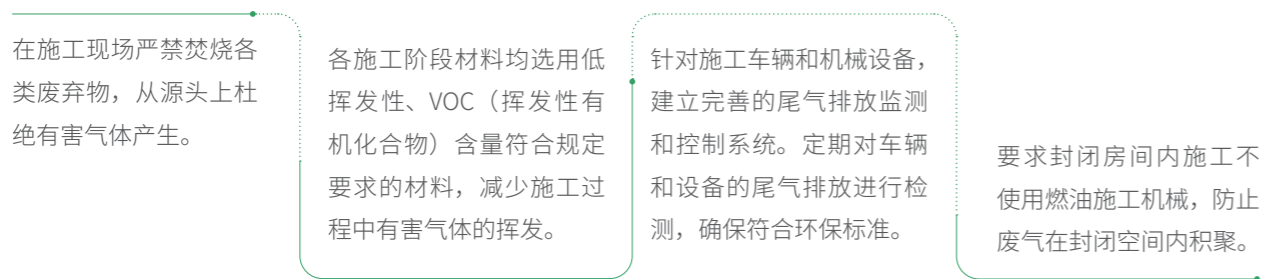 在施工现场严禁焚烧各
类废弃物，从源头上杜
绝有害气体产生。
各施工阶段材料均选用低
挥发性、VOC（挥发性有
机化合物）含量符合规定
要求的材料，减少施工过
程中有害气体的挥发。
针对施工车辆和机械设备，
建立完善的尾气排放监测
和控制系统。定期对车辆
和设备的尾气排放进行检
测，确保符合环保标准。
要求封闭房间内施工不
使用燃油施工机械，防止
废气在封闭空间内积聚。